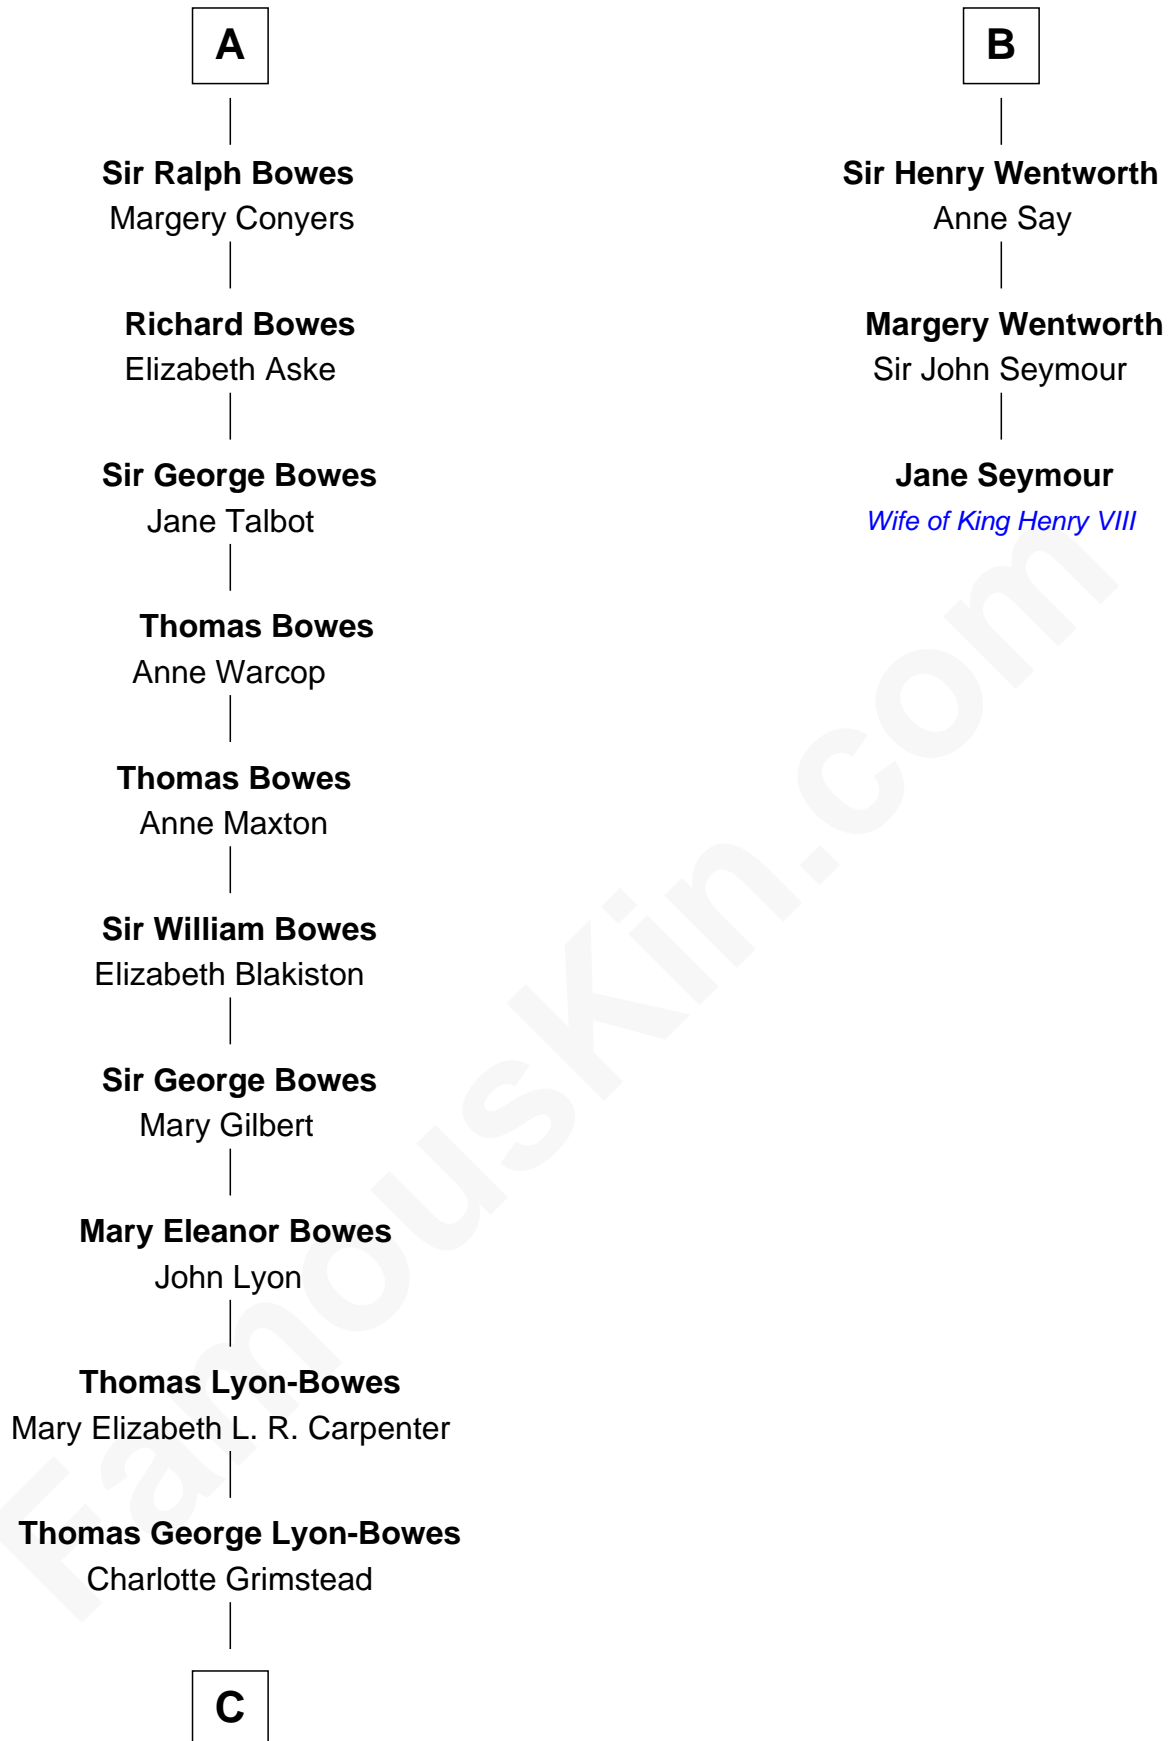 A
Sir Ralph Bowes
Margery Conyers
Richard Bowes
Elizabeth Aske
Sir George Bowes
Jane Talbot
Thomas Bowes
Anne Warcop
Thomas Bowes
Anne Maxton
Sir William Bowes
Elizabeth Blakiston
Sir George Bowes
Mary Gilbert
Mary Eleanor Bowes
John Lyon
Thomas Lyon-Bowes
Mary Elizabeth L. R. Carpenter
Thomas George Lyon-Bowes
Charlotte Grimstead
C
B
Sir Henry Wentworth
Anne Say
Margery Wentworth
Sir John Seymour
Jane Seymour
Wife of King Henry VIII
FamousKin.com